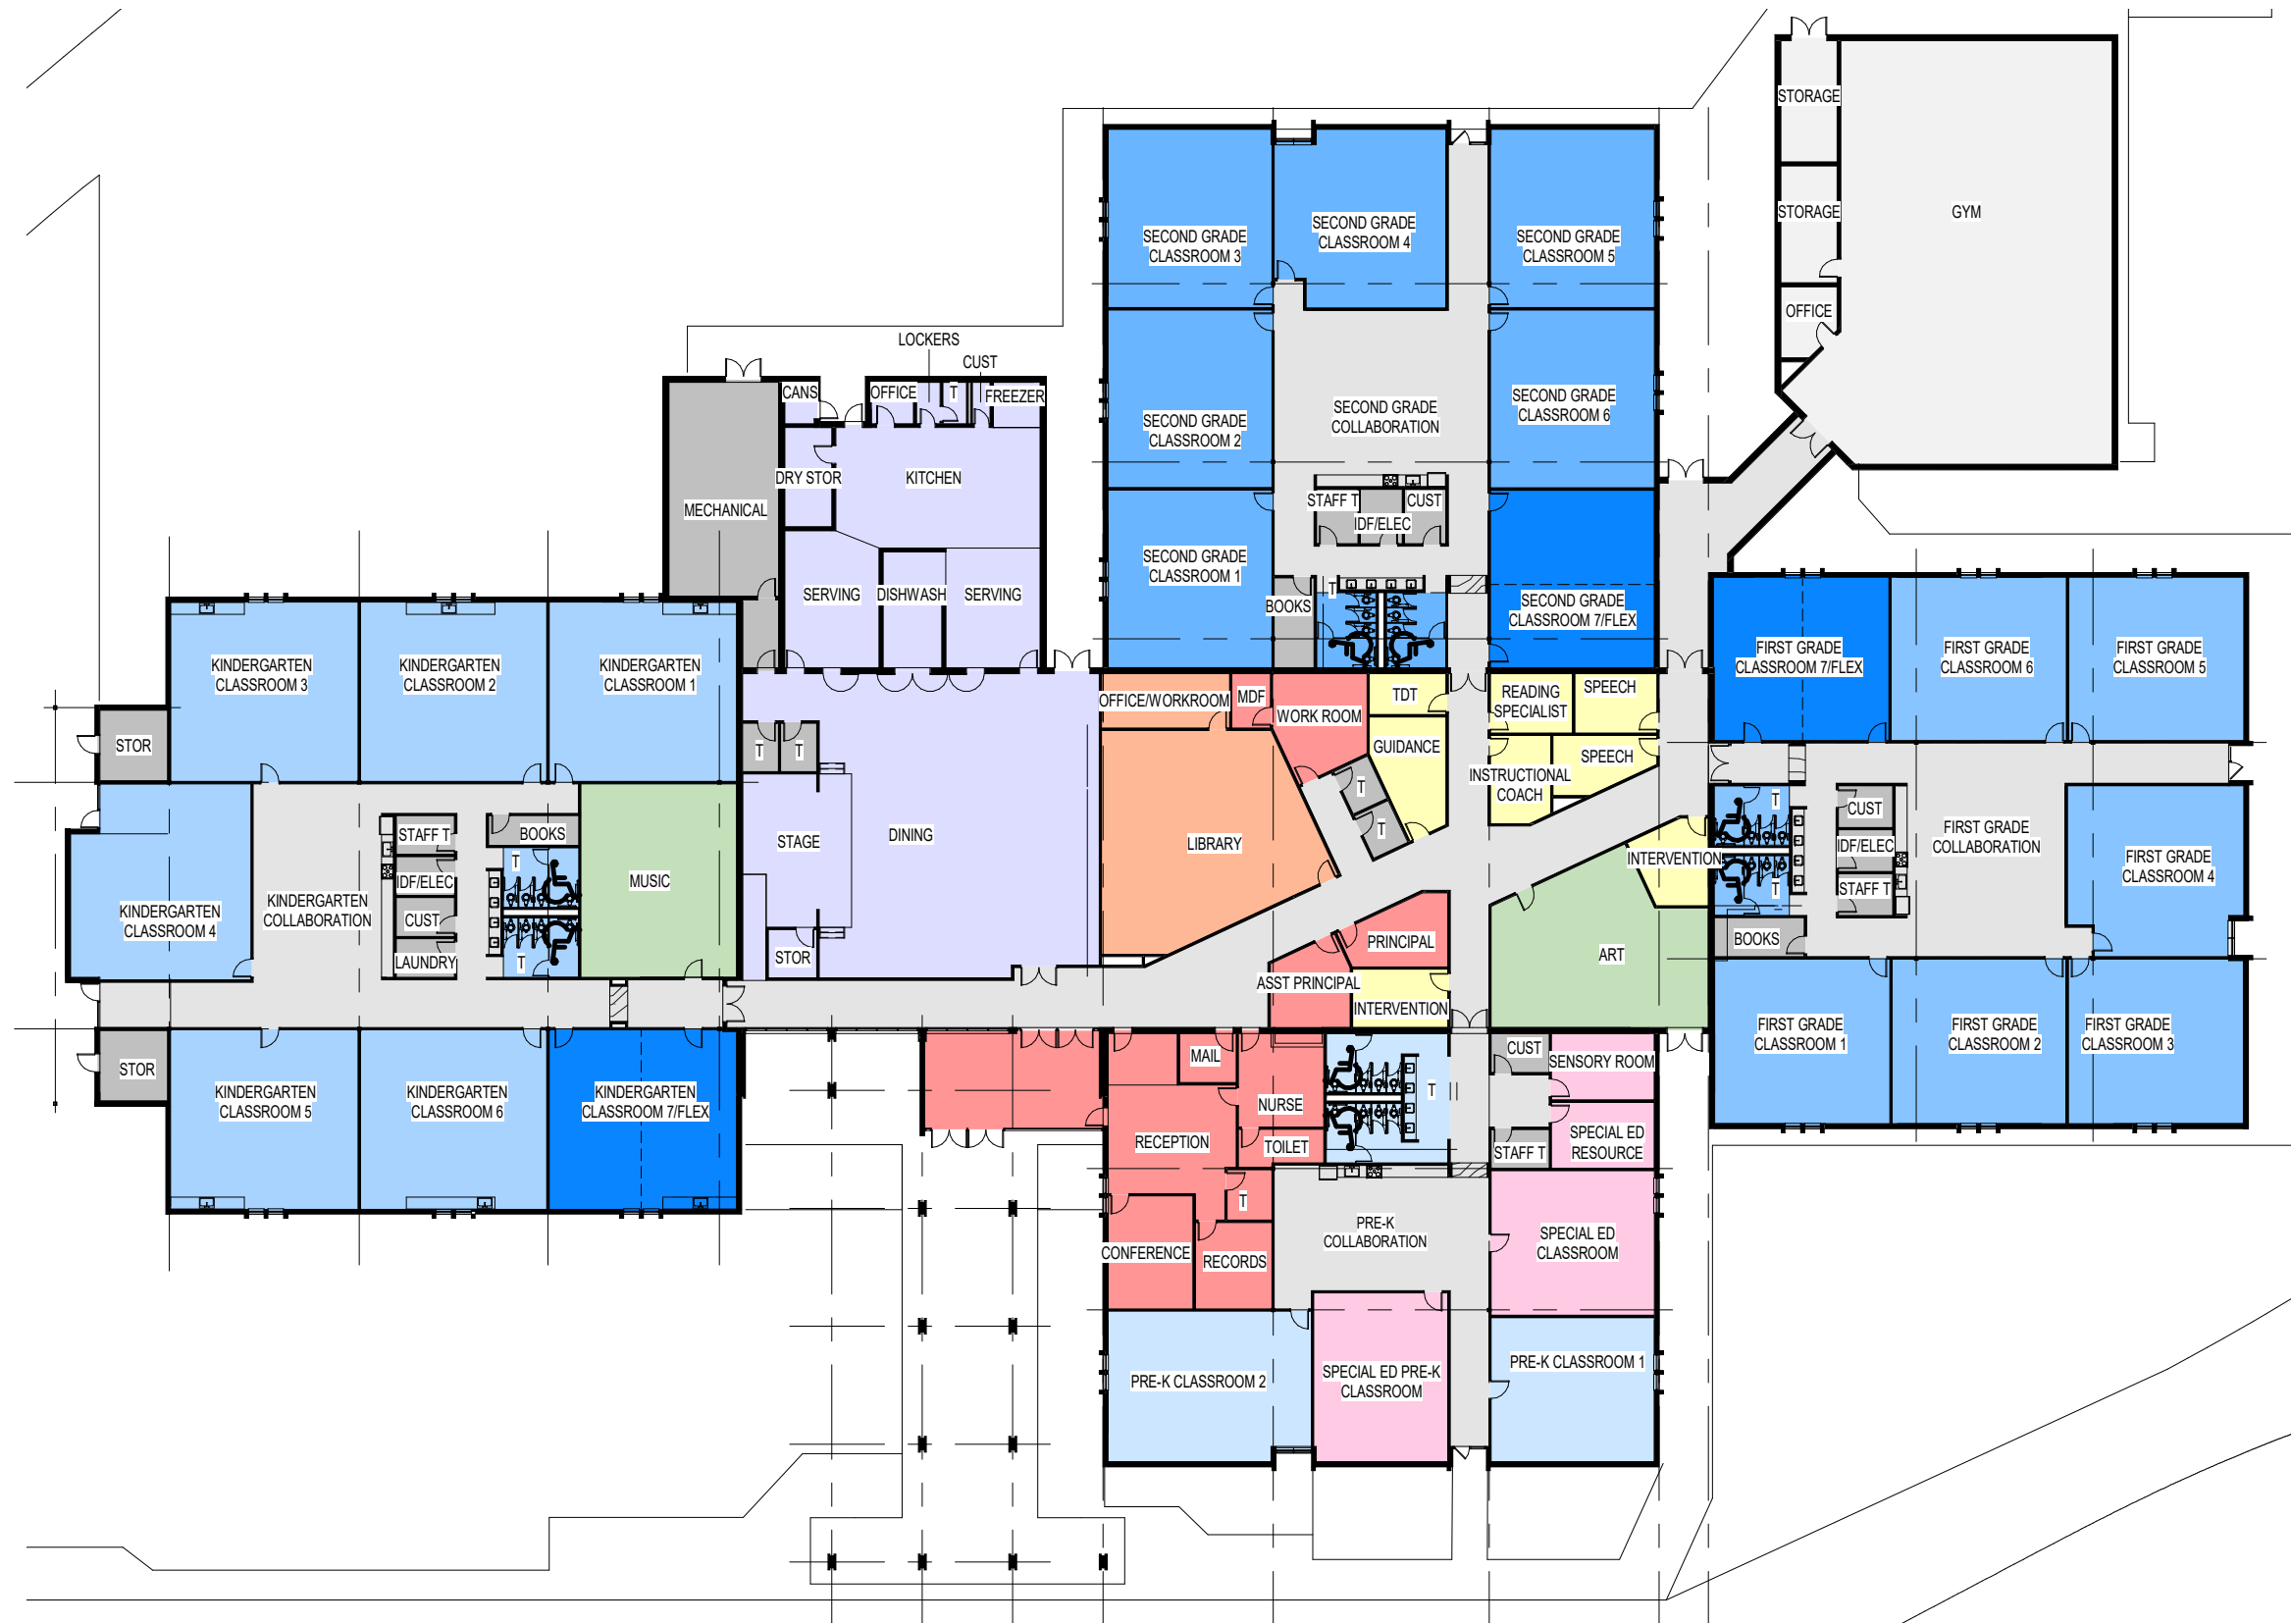 STORAGE
STORAGE
GYM
OFFICE
SECOND GRADE
CLASSROOM 3
SECOND GRADE
CLASSROOM 4
SECOND GRADE
CLASSROOM 5
SECOND GRADE
CLASSROOM 2
SECOND GRADE
COLLABORATION
SECOND GRADE
CLASSROOM 6
SECOND GRADE
CLASSROOM 1
STAFF T
IDF/ELEC
CUST
BOOKS
T
SECOND GRADE
CLASSROOM 7/FLEX
LOCKERS
CUST
CANS
OFFICE
T
FREEZER
MECHANICAL
DRY STOR
KITCHEN
SERVING
DISHWASH
SERVING
KINDERGARTEN
CLASSROOM 3
KINDERGARTEN
CLASSROOM 2
KINDERGARTEN
CLASSROOM 1
STOR
KINDERGARTEN
CLASSROOM 4
KINDERGARTEN
COLLABORATION
STAFF T
IDF/ELEC
CUST
LAUNDRY
BOOKS
T
T
MUSIC
STOR
KINDERGARTEN
CLASSROOM 5
KINDERGARTEN
CLASSROOM 6
KINDERGARTEN
CLASSROOM 7/FLEX
T
T
STAGE
DINING
STOR
OFFICE/WORKROOM
MDF
WORK ROOM
TDT
GUIDANCE
LIBRARY
T
T
READING
SPECIALIST
SPEECH
INSTRUCTIONAL
COACH
SPEECH
INTERVENTION
ART
PRINCIPAL
ASST PRINCIPAL
INTERVENTION
FIRST GRADE
CLASSROOM 7/FLEX
FIRST GRADE
CLASSROOM 6
FIRST GRADE
CLASSROOM 5
T
T
CUST
IDF/ELEC
STAFF T
BOOKS
FIRST GRADE
COLLABORATION
FIRST GRADE
CLASSROOM 4
FIRST GRADE
CLASSROOM 1
FIRST GRADE
CLASSROOM 2
FIRST GRADE
CLASSROOM 3
MAIL
NURSE
RECEPTION
TOILET
T
T
CONFERENCE
RECORDS
CUST
SENSORY ROOM
STAFF T
SPECIAL ED
RESOURCE
PRE-K
COLLABORATION
SPECIAL ED
CLASSROOM
PRE-K CLASSROOM 2
SPECIAL ED PRE-K
CLASSROOM
PRE-K CLASSROOM 1